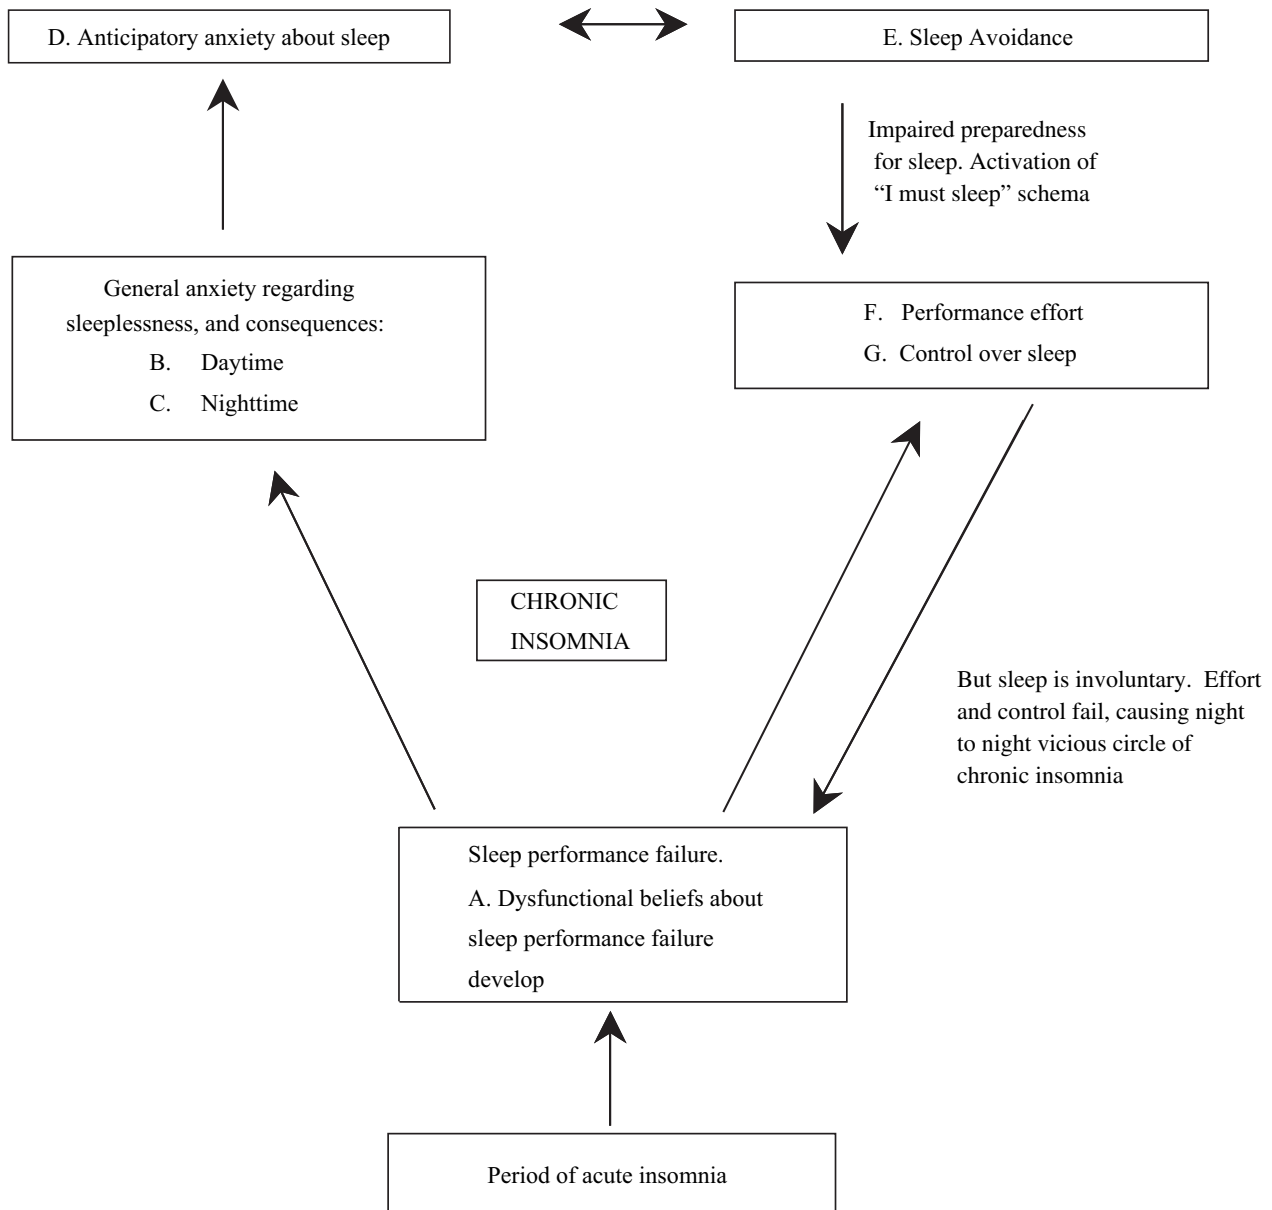 D. Anticipatory anxiety about sleep
E. Sleep Avoidance
Impaired preparedness
for sleep. Activation of
“I must sleep” schema
General anxiety regarding
sleeplessness, and consequences:
B. Daytime
C. Nighttime
F. Performance effort
G. Control over sleep
CHRONIC
INSOMNIA
But sleep is involuntary. Effort
and control fail, causing night
to night vicious circle of
chronic insomnia
Sleep performance failure.
A. Dysfunctional beliefs about
sleep performance failure
develop
Period of acute insomnia